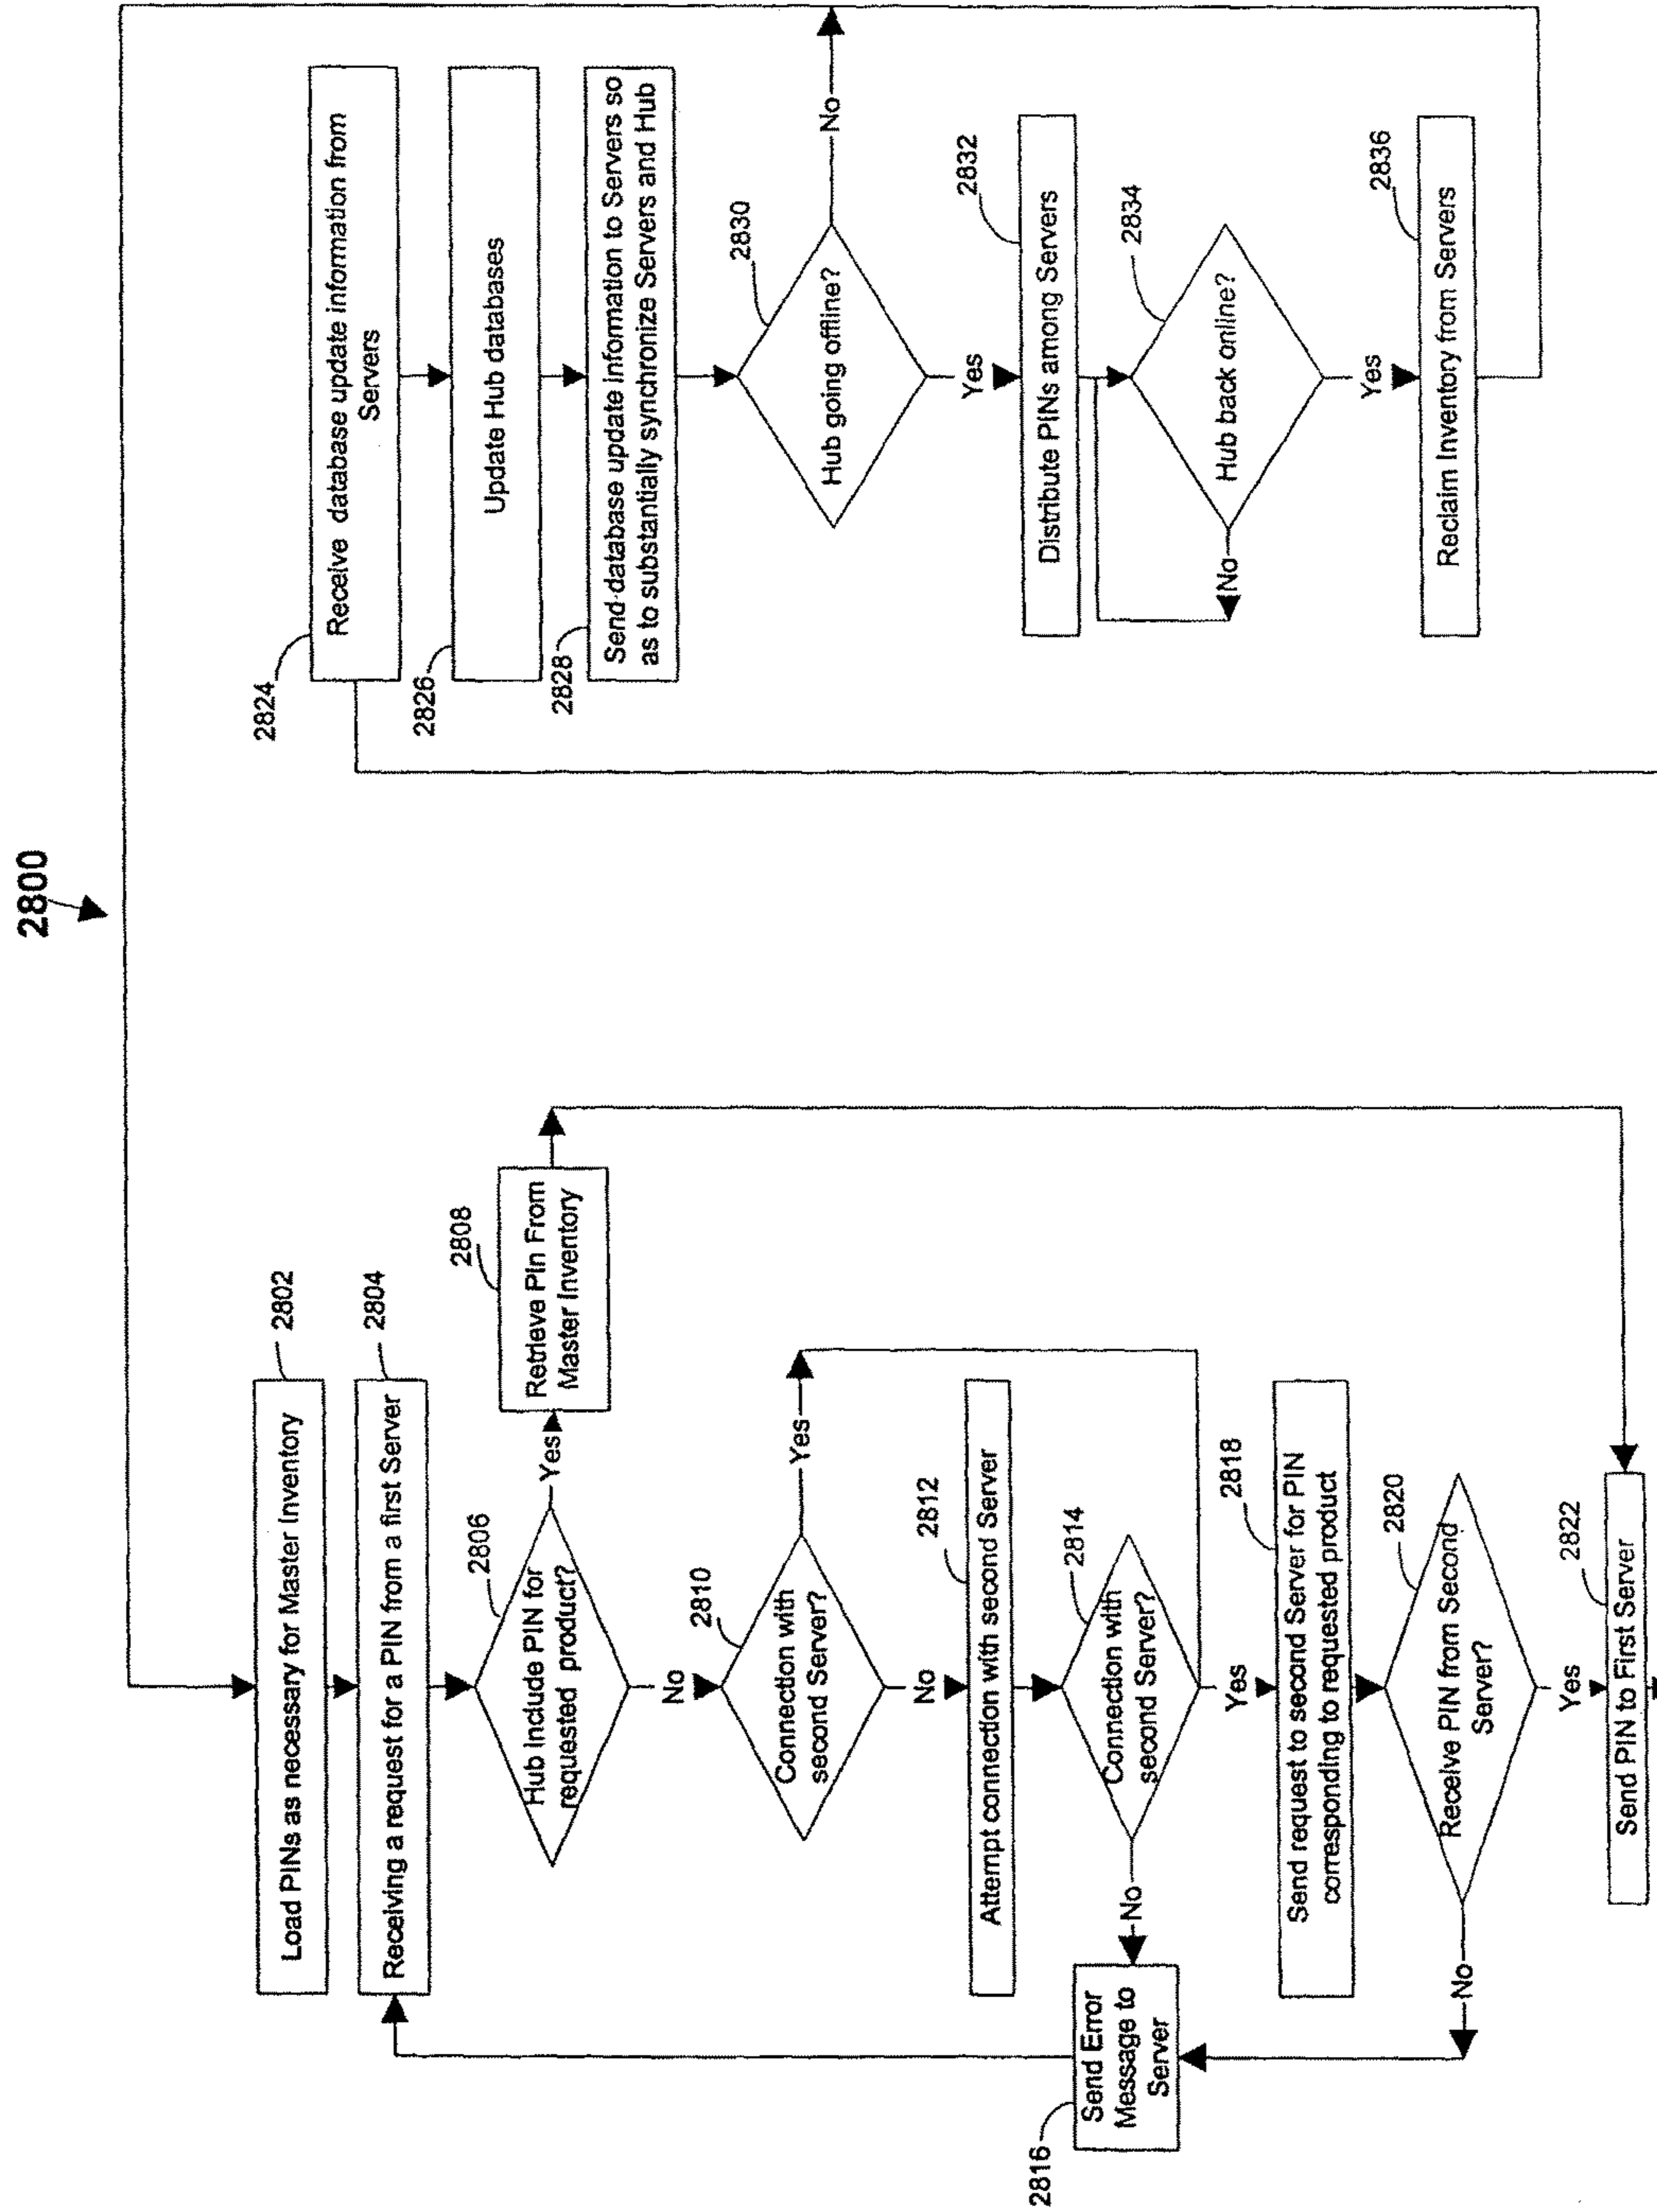 2800
2802
Load PINs as necessary for Master Inventory
2804
Receiving a request for a PIN from a first Server
2806
Hub include PIN for
requested product?
Yes
2808
Retrieve Pin From
Master Inventory
No
2810
Connection with
second Server?
Yes
No
2812
Attempt connection with second Server
2814
Connection with
second Server?
No
2816
Send Error
Message to
Server
Yes
2818
Send request to second Server for PIN
corresponding to requested product
2820
Receive PIN from Second
Server?
No
Yes
2822
Send PIN to First Server
2824
Receive database update information from
Servers
2826
Update Hub databases
2828
Send database update information to Servers so
as to substantially synchronize Servers and Hub
2830
Hub going offline?
No
Yes
2832
Distribute PINs among Servers
2834
Hub back online?
No
Yes
2836
Reclaim Inventory from Servers